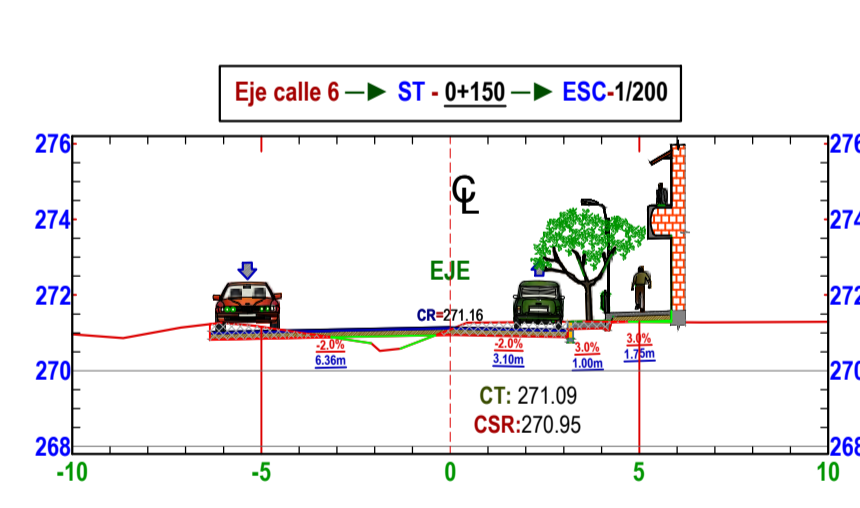 Eje calle 6 ST - 0+150 ESC-1/200
276 276
274 274
EJE
272 272
CR=271.16
-2.0% -2.0% 3.0% 3.0%
6.36m 3.10m 1.00m 1.75m
270 270
CT: 271.09
CSR:270.95
268 268
-10 -5 0 5 10